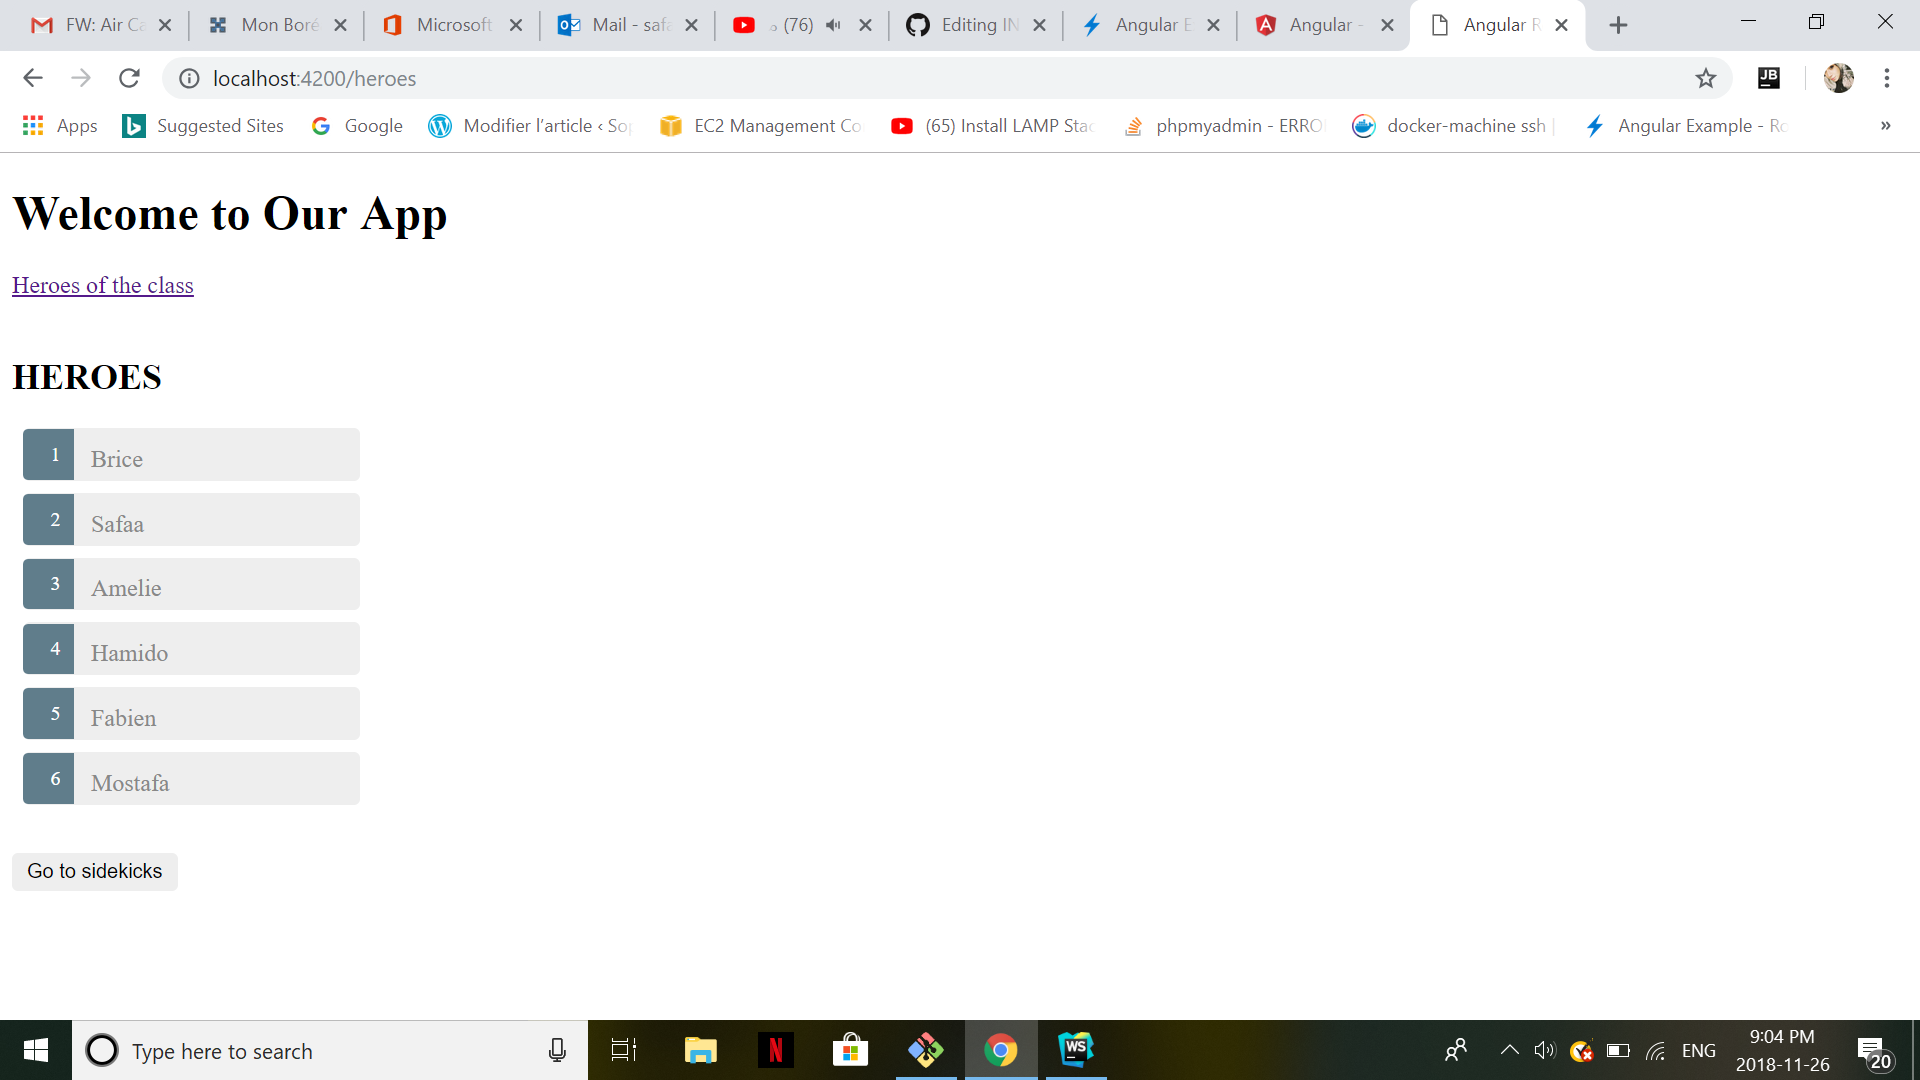 FW: Air Ca
Mon Boré
Microsoft
Mail - safa
(76)
Editing IN
Angular E
Angular -
Angular R
localhost:4200/heroes
JB
Apps
Suggested Sites
Google
Modifier l'article ‹ So
EC2 Management Co
(65) Install LAMP Stac
phpmyadmin - ERRO
docker-machine ssh
Angular Example - Ro
»
Welcome to Our App
Heroes of the class
HEROES
1 Brice
2 Safaa
3 Amelie
4 Hamido
5 Fabien
6 Mostafa
Go to sidekicks
Type here to search
N
WS
ENG
9:04 PM
2018-11-26
20